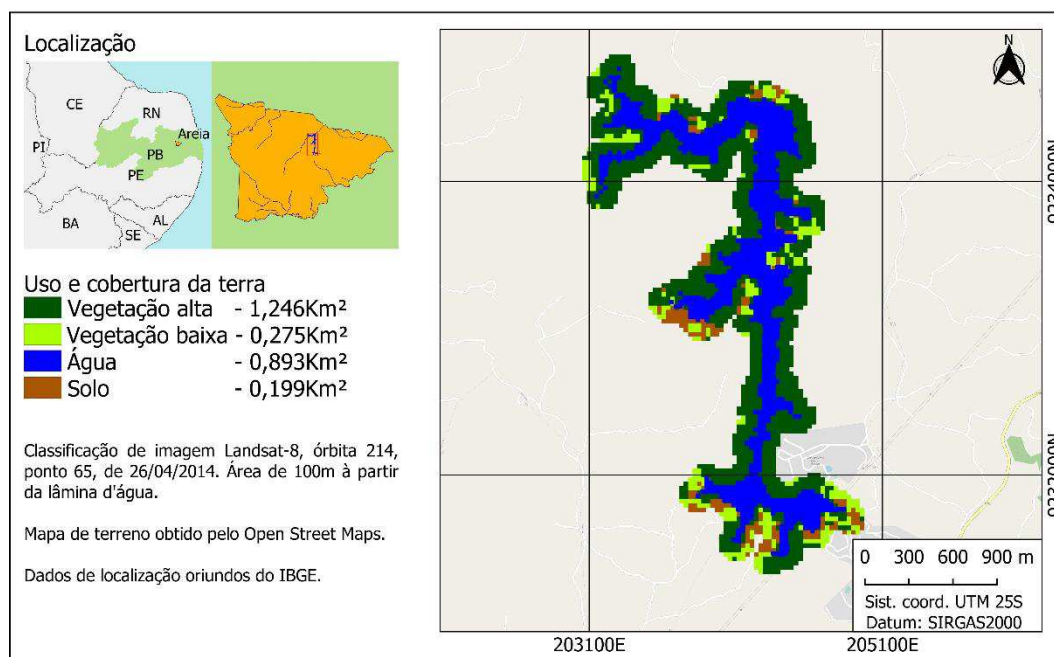 Localização
CE
RN
Areia
PI
PB
PE
BA
AL
SE
Uso e cobertura da terra
Vegetação alta - 1,246Km²
Vegetação baixa - 0,275Km²
Água - 0,893Km²
Solo - 0,199Km²
Classificação de imagem Landsat-8, órbita 214,
ponto 65, de 26/04/2014. Área de 100m à partir
da lâmina d'água.
Mapa de terreno obtido pelo Open Street Maps.
Dados de localização oriundos do IBGE.
N
0 300 600 900 m
Sist. coord. UTM 25S
Datum: SIRGAS2000
203100E
205100E